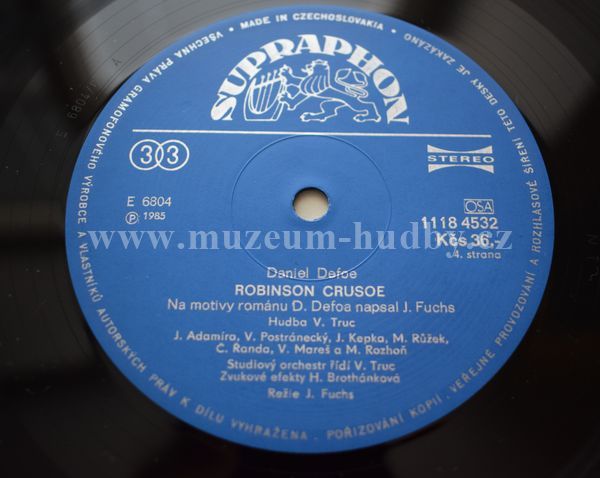 VŠECHNA PRÁVA GRAMOFONOVÉHO VÝROBCE A VLASTNÍKŮ AUTORSKÝCH PRÁV K DÍLU VYHRAŽENA · POŘIZOVÁNÍ KOPIÍ · VEŘEJNÉ PROVOZOVÁNÍ A ROZHLASOVÉ ŠÍŘENÍ TÉTO DESKY JE ZAKÁZÁNO · MADE IN CZECHOSLOVAKIA ·
SUPRAPHON
33
STEREO
E 6804
Ⓟ 1985
OSA
1118 4532
Kčs 36,-
4. strana
www.muzeum-hudby.cz
Daniel Defoe
ROBINSON CRUSOE
Na motivy románu D. Defoa napsal J. Fuchs
Hudba V. Truc
J. Adamíra, V. Postránecký, J. Kepka, M. Růžek,
Č. Řanda, V. Mareš a M. Rozhoň
Studiový orchestr řídí V. Truc
Zvukové efekty H. Brothánková
Režie J. Fuchs